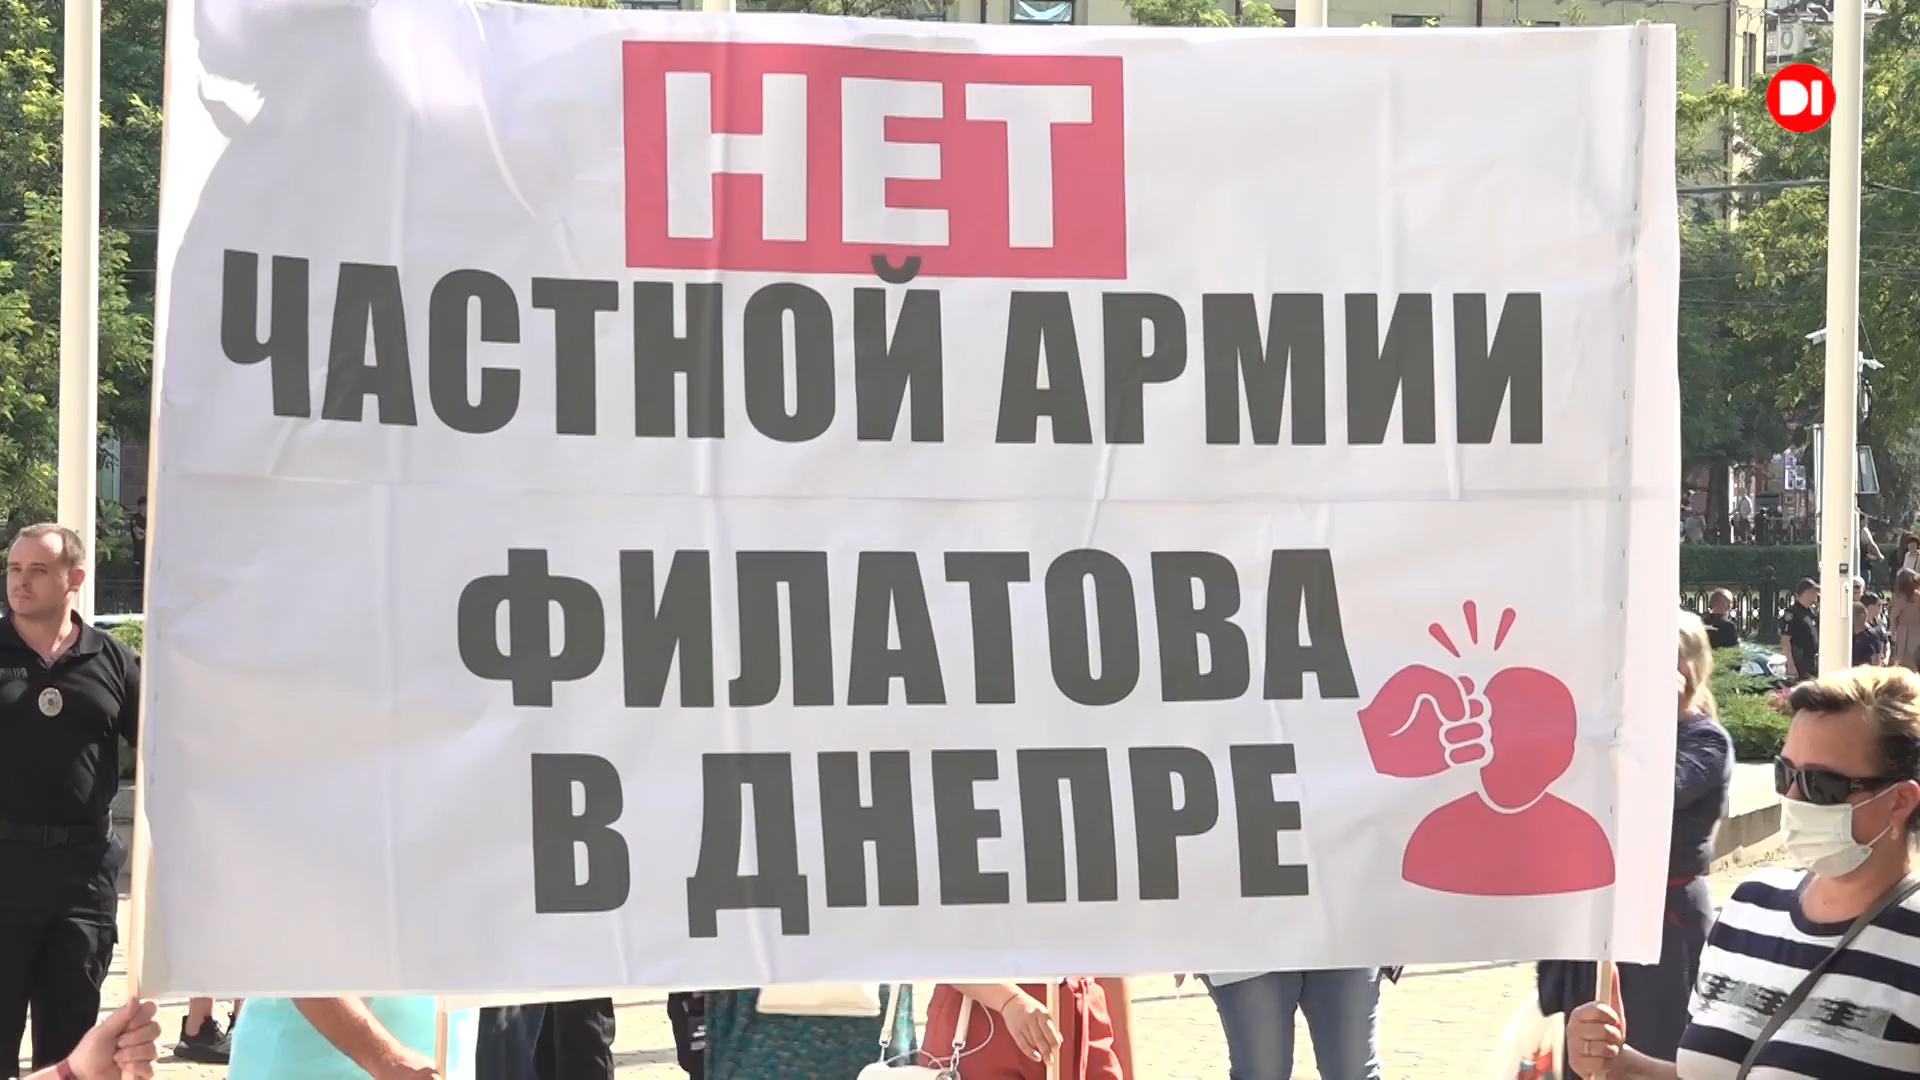 НЕТ
DI
ЧАСТНОЙ АРМИИ
ФИЛАТОВА
В ДНЕПРЕ